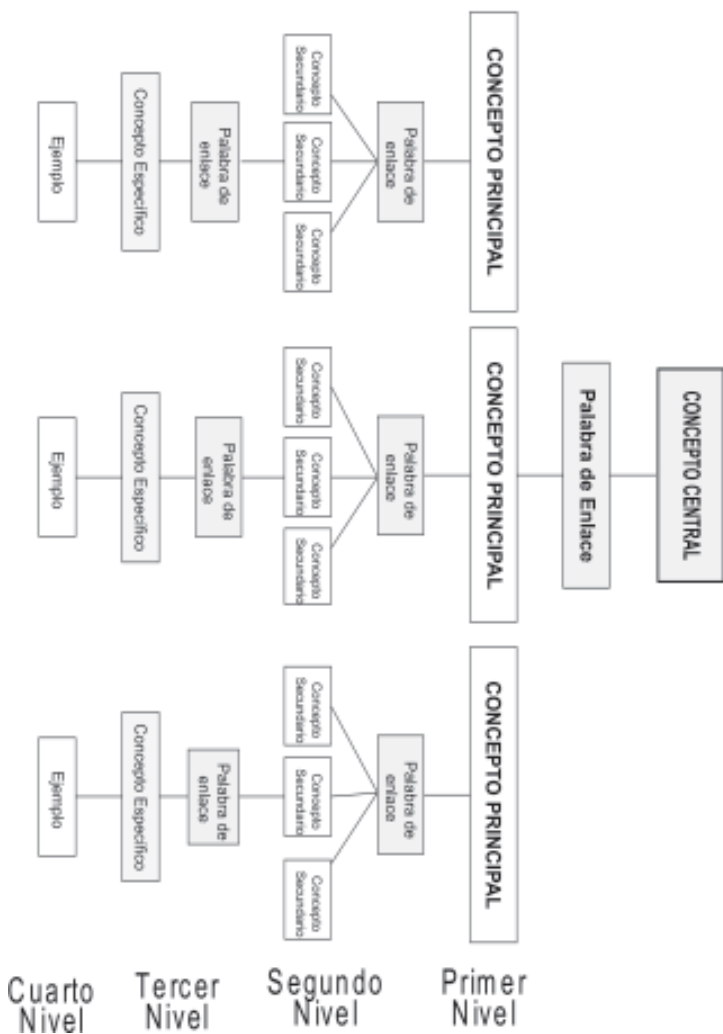 CONCEPTO CENTRAL
Palabra de Enlace
CONCEPTO PRINCIPAL
CONCEPTO PRINCIPAL
CONCEPTO PRINCIPAL
Primer
Nivel
Palabra de
enlace
Palabra de
enlace
Palabra de
enlace
Concepto
Secundario
Concepto
Secundario
Concepto
Secundario
Concepto
Secundario
Concepto
Secundario
Concepto
Secundario
Concepto
Secundario
Concepto
Secundario
Concepto
Secundario
Segundo
Nivel
Palabra de
enlace
Palabra de
enlace
Palabra de
enlace
Concepto Específico
Concepto Específico
Concepto Específico
Tercer
Nivel
Ejemplo
Ejemplo
Ejemplo
Cuarto
Nivel